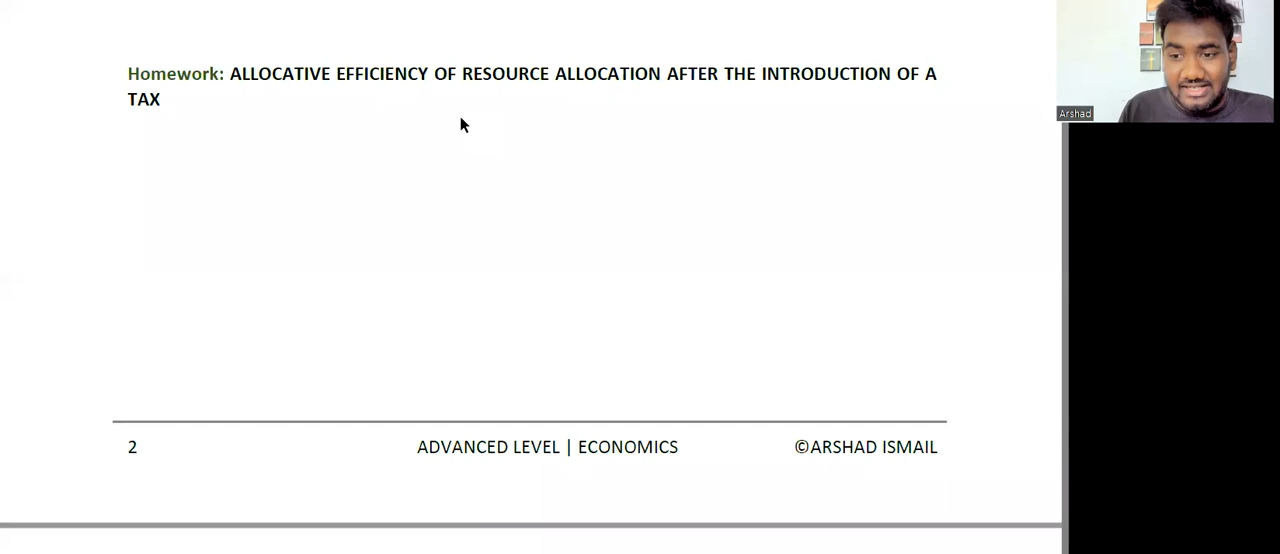 Homework: ALLOCATIVE EFFICIENCY OF RESOURCE ALLOCATION AFTER THE INTRODUCTION OF A
TAX
Arshad
2 ADVANCED LEVEL | ECONOMICS ©ARSHAD ISMAIL